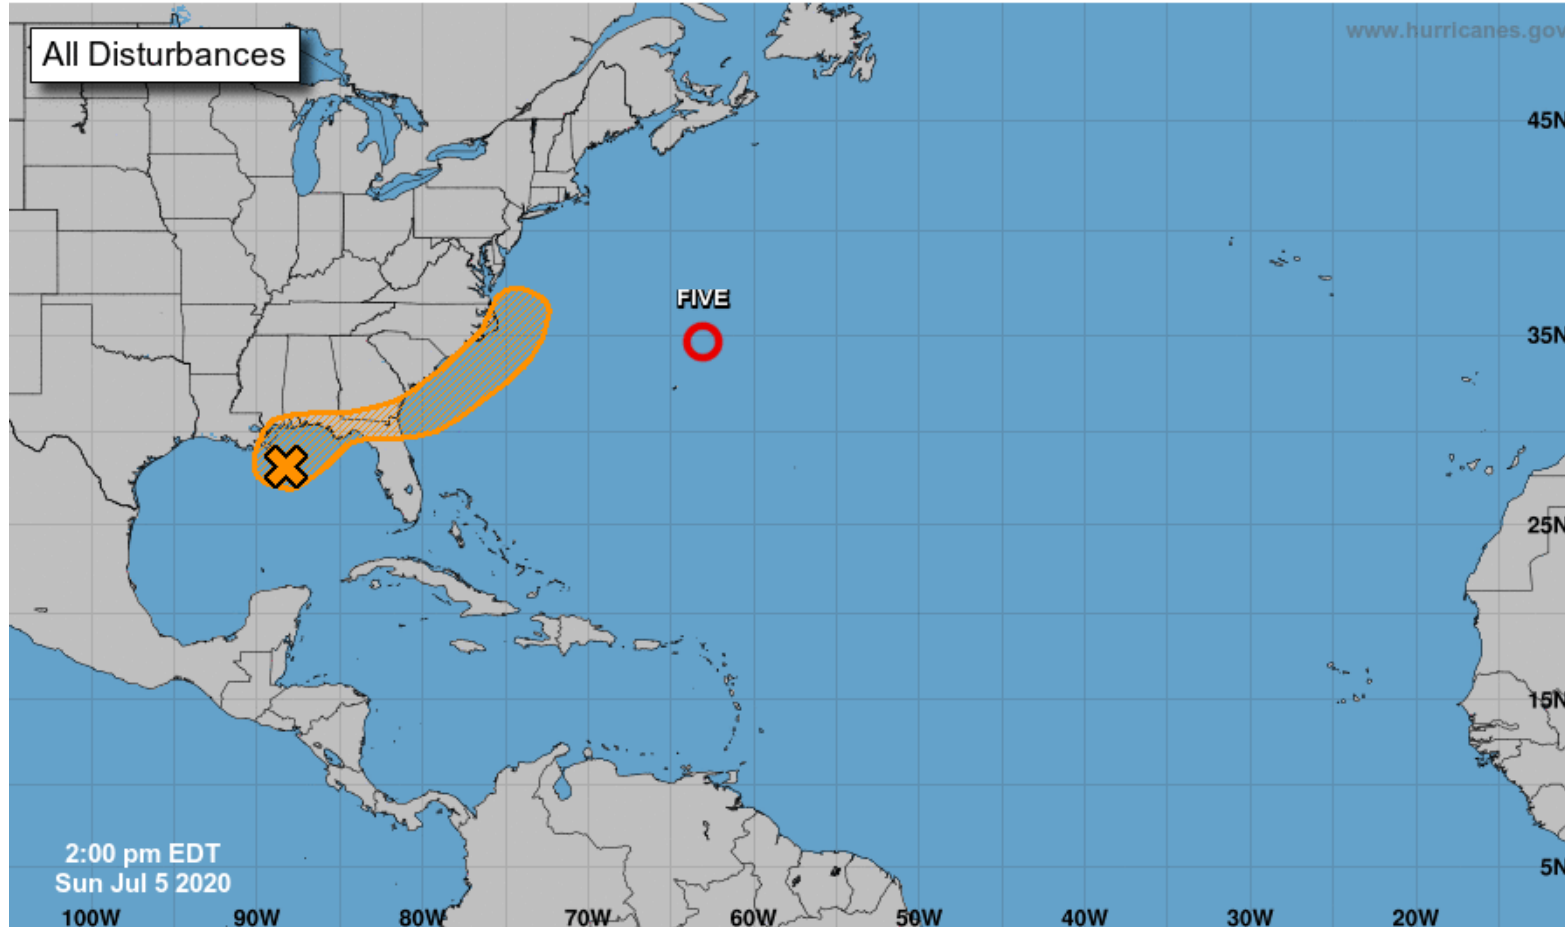 All Disturbances
www.hurricanes.gov
45N
FIVE
35N
25N
15N
5N
2:00 pm EDT
Sun Jul 5 2020
100W 90W 80W 70W 60W 50W 40W 30W 20W